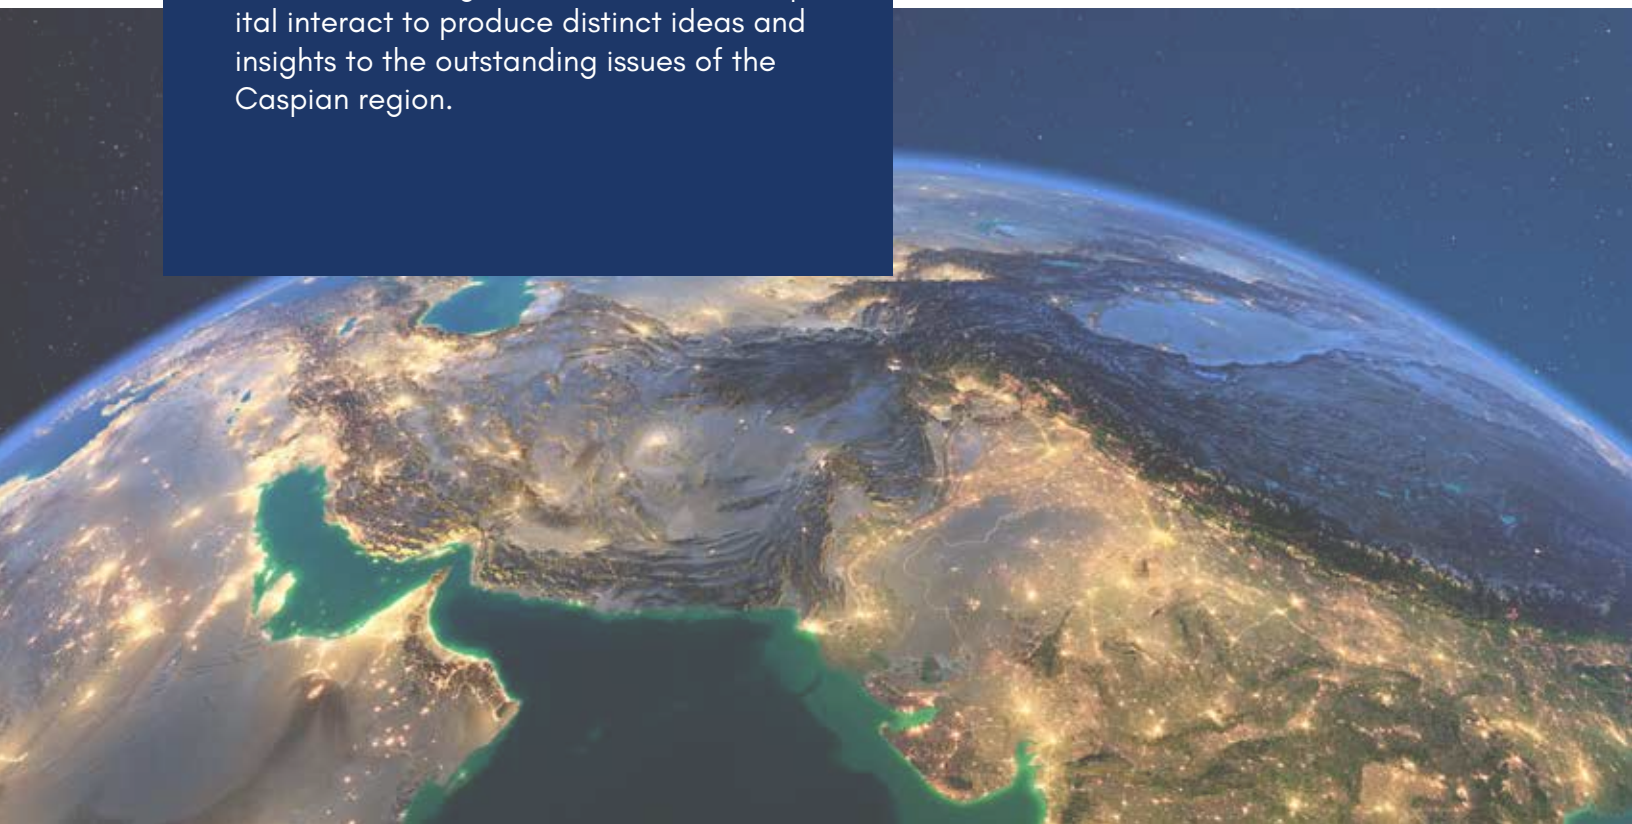 ital interact to produce distinct ideas and
insights to the outstanding issues of the
Caspian region.